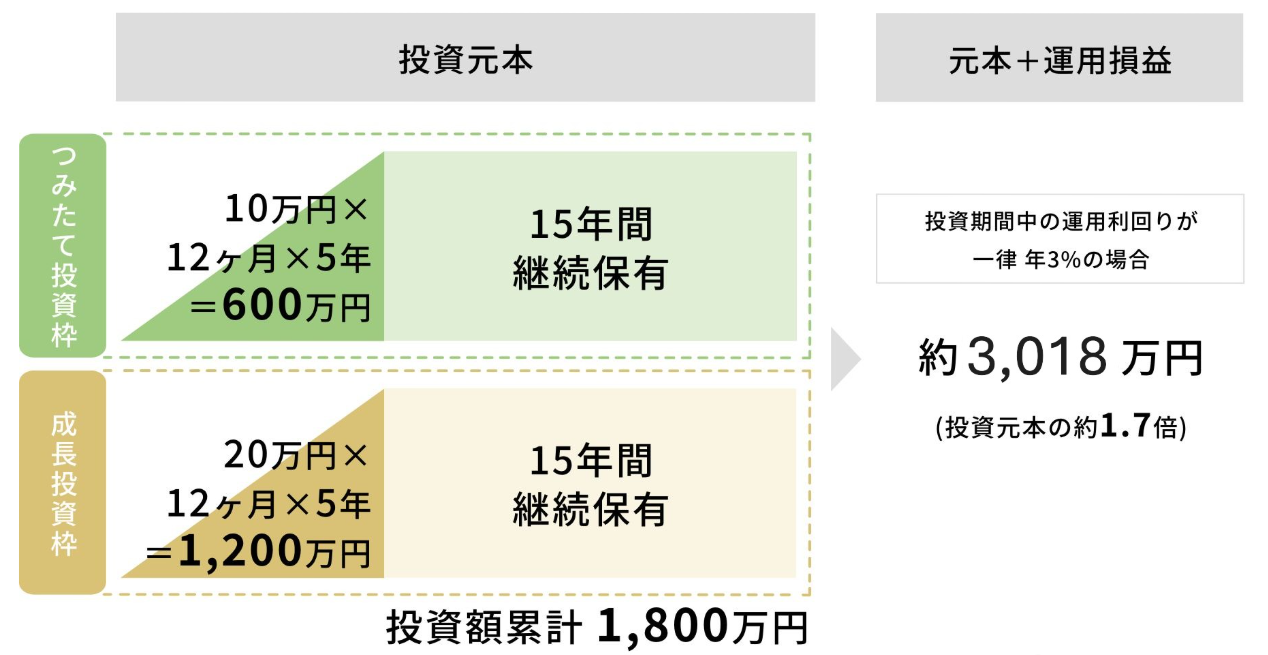 投資元本
元本＋運用損益
つみたて投資枠
10万円×
12ヶ月×5年
＝600万円
15年間
継続保有
成長投資枠
20万円×
12ヶ月×5年
＝1,200万円
15年間
継続保有
投資額累計 1,800万円
投資期間中の運用利回りが
一律 年3%の場合
約 3,018 万円
(投資元本の約1.7倍)